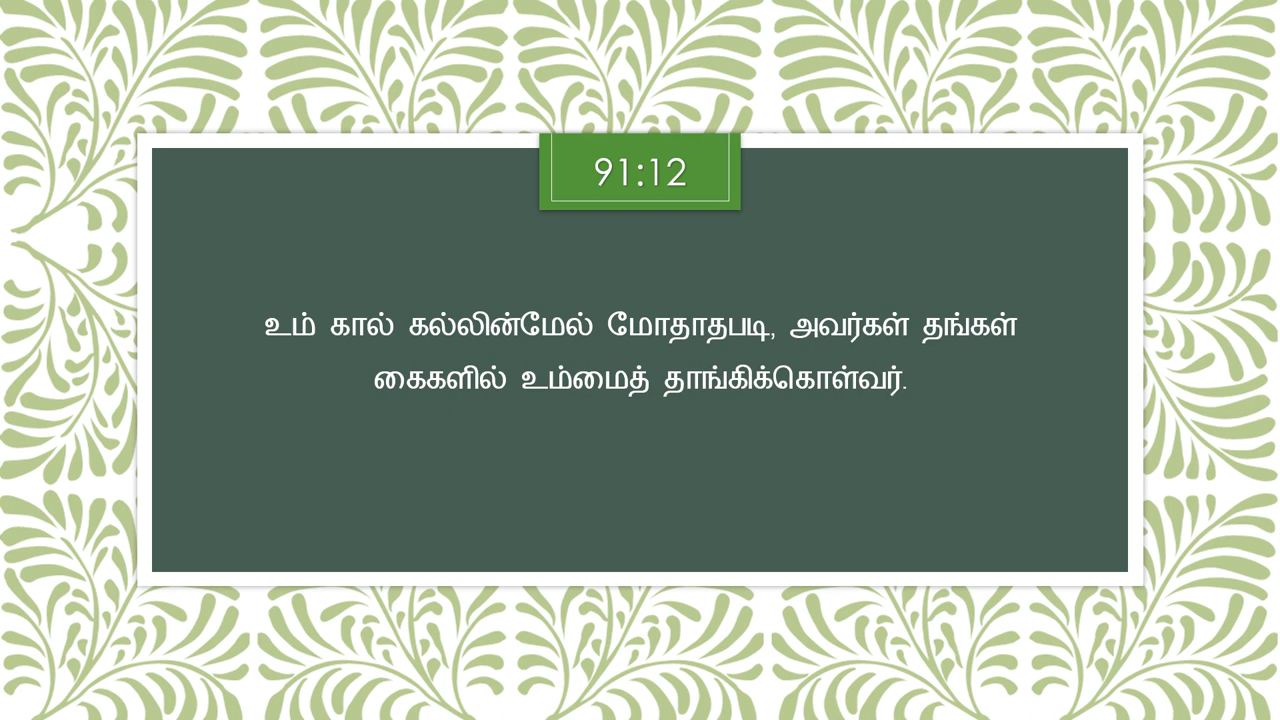 91:12
உம் கால் கல்லின்மேல் மோதாதபடி, அவர்கள் தங்கள்
கைகளில் உம்மைத் தாங்கிக்கொள்வர்.